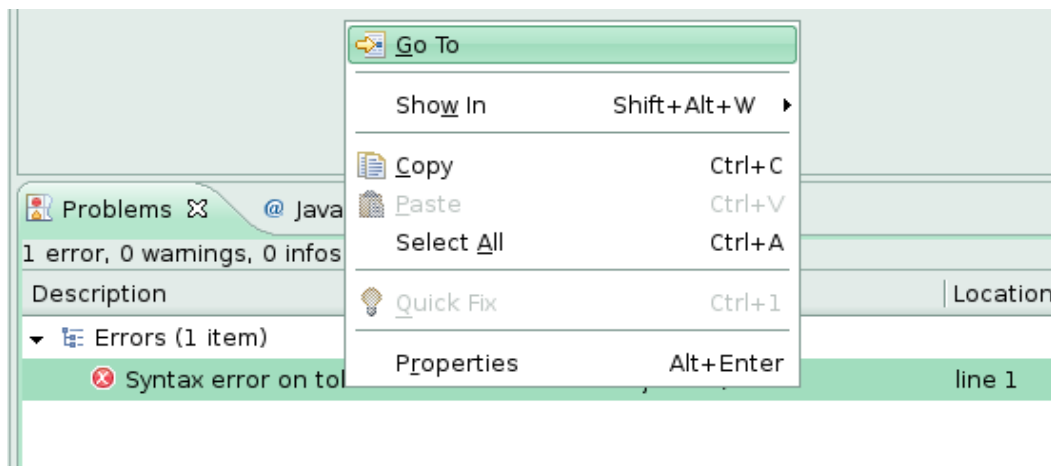 Go To
Show In Shift+Alt+W
Copy Ctrl+C
Paste Ctrl+V
Select All Ctrl+A
Quick Fix Ctrl+1
Properties Alt+Enter
Problems @ Java
1 error, 0 warnings, 0 infos
Description Location
Errors (1 item)
Syntax error on tol line 1